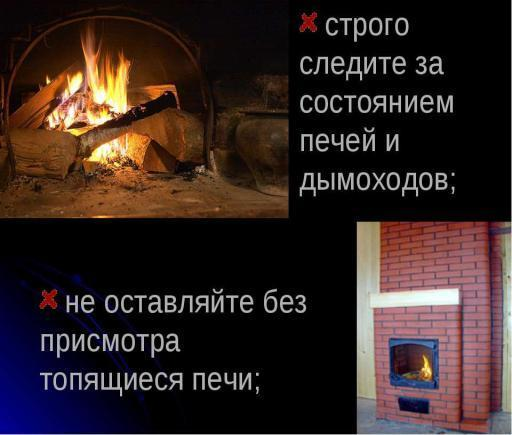 строго
следите за
состоянием
печей и
дымоходов;
не оставляйте без
присмотра
топящиеся печи;